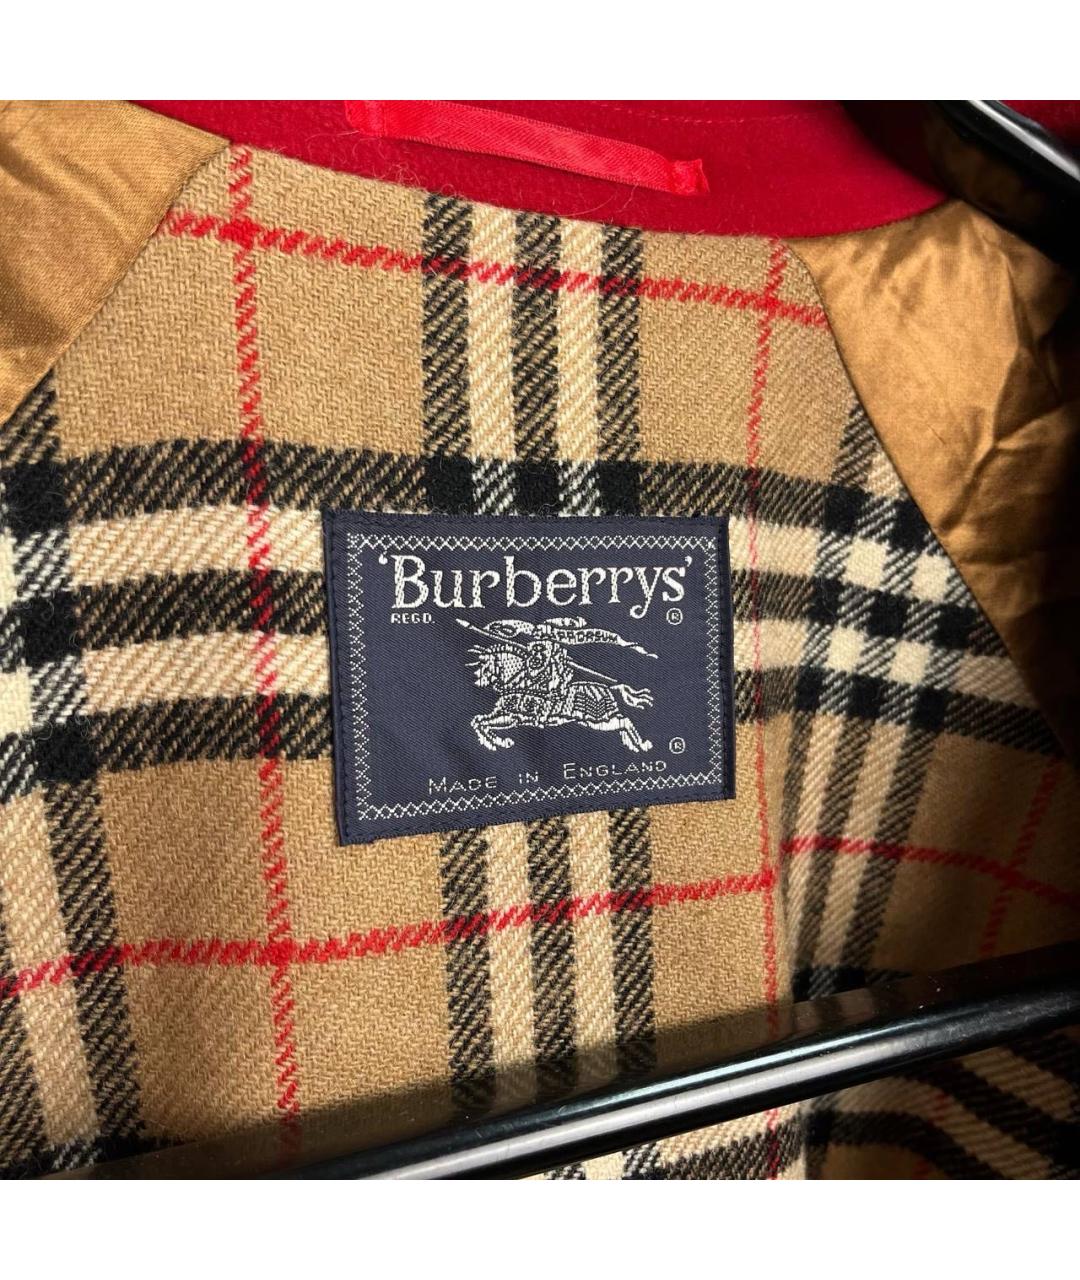 'Burberrys'
REGD. ®
PRORSUM
®
MADE IN ENGLAND